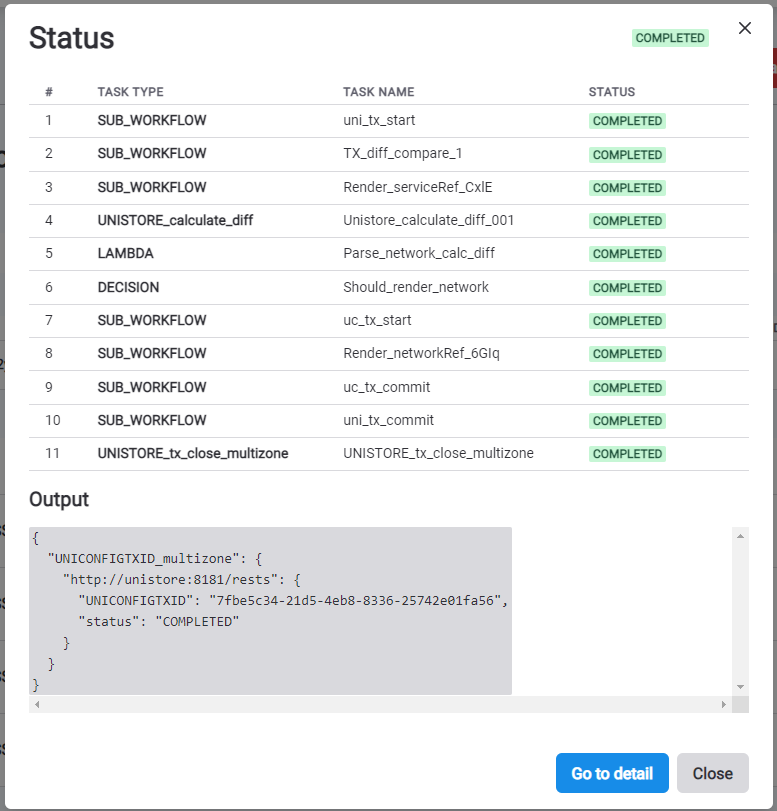 Status
COMPLETED
# TASK TYPE TASK NAME STATUS
1 SUB_WORKFLOW uni_tx_start COMPLETED
2 SUB_WORKFLOW TX_diff_compare_1 COMPLETED
3 SUB_WORKFLOW Render_serviceRef_CxlE COMPLETED
4 UNISTORE_calculate_diff Unistore_calculate_diff_001 COMPLETED
5 LAMBDA Parse_network_calc_diff COMPLETED
6 DECISION Should_render_network COMPLETED
7 SUB_WORKFLOW uc_tx_start COMPLETED
8 SUB_WORKFLOW Render_networkRef_6GIq COMPLETED
9 SUB_WORKFLOW uc_tx_commit COMPLETED
10 SUB_WORKFLOW uni_tx_commit COMPLETED
11 UNISTORE_tx_close_multizone UNISTORE_tx_close_multizone COMPLETED
Output
{
  "UNICONFIGTXID_multizone": {
    "http://unistore:8181/rests": {
      "UNICONFIGTXID": "7fbe5c34-21d5-4eb8-8336-25742e01fa56",
      "status": "COMPLETED"
    }
  }
}
Go to detail
Close